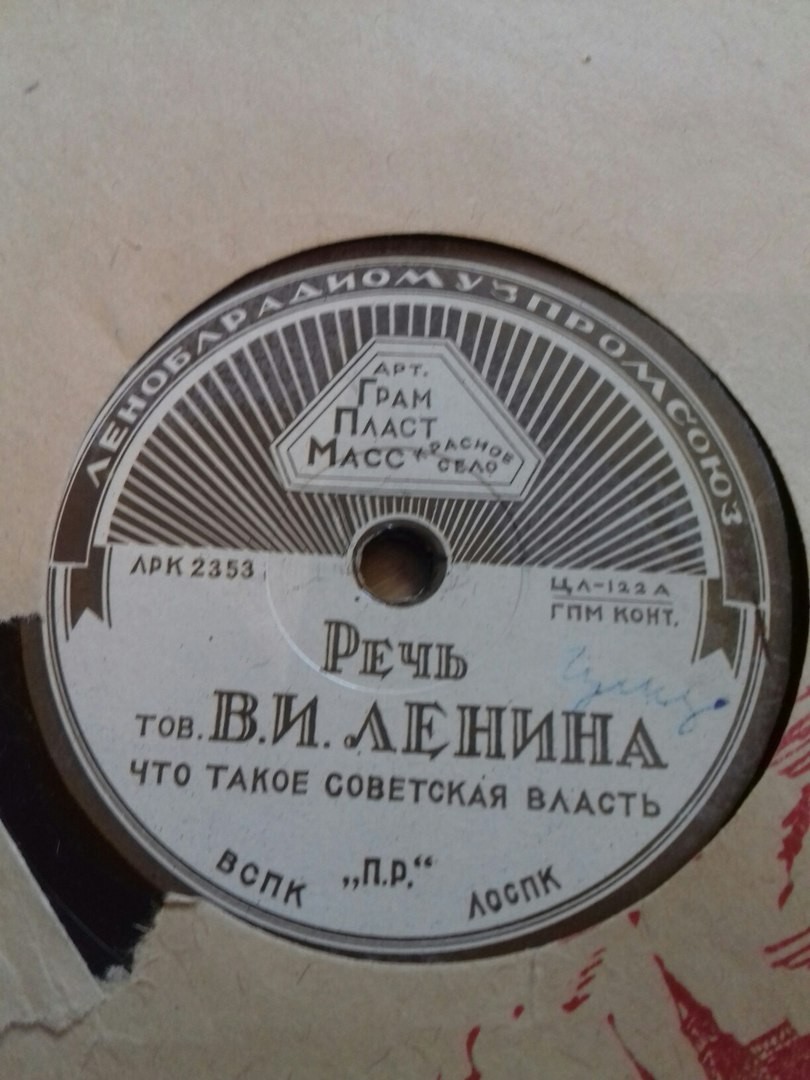 ЛЕНОБЛРАДИОМУЗПРОМСОЮЗ
АРТ.
ГРАМ
ПЛАСТ
МАСС КРАСНОЕ СЕЛО
ЛРК 2353
ЦЛ-122А
ГПМ КОНТ.
РЕЧЬ
ТОВ. В.И. ЛЕНИНА
ЧТО ТАКОЕ СОВЕТСКАЯ ВЛАСТЬ
ВСПК „П.Р.“ ЛОСПК